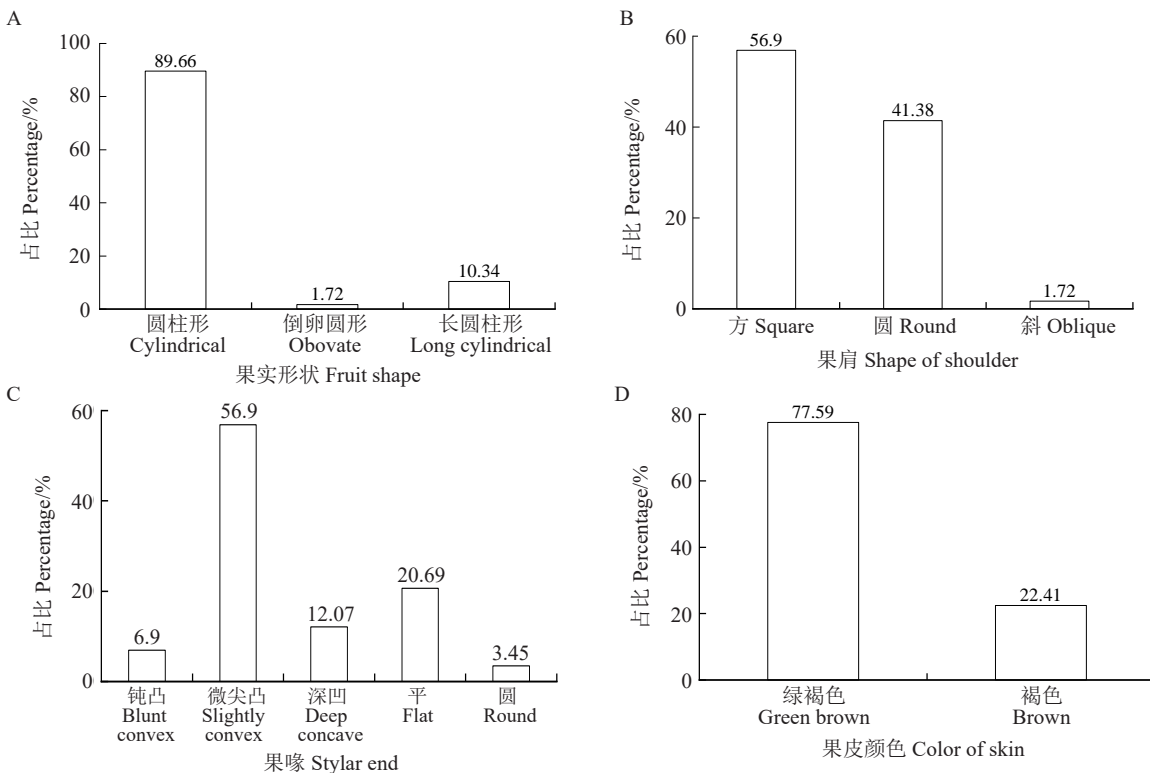 A
占比 Percentage/%
100
80
60
40
20
0
89.66
1.72
10.34
圆柱形
Cylindrical
倒卵圆形
Obovate
长圆柱形
Long cylindrical
果实形状 Fruit shape
B
占比 Percentage/%
60
40
20
0
56.9
41.38
1.72
方 Square
圆 Round
斜 Oblique
果肩 Shape of shoulder
C
占比 Percentage/%
60
40
20
0
6.9
56.9
12.07
20.69
3.45
钝凸
Blunt
convex
微尖凸
Slightly
convex
深凹
Deep
concave
平
Flat
圆
Round
果喙 Stylar end
D
占比 Percentage/%
80
60
40
20
0
77.59
22.41
绿褐色
Green brown
褐色
Brown
果皮颜色 Color of skin